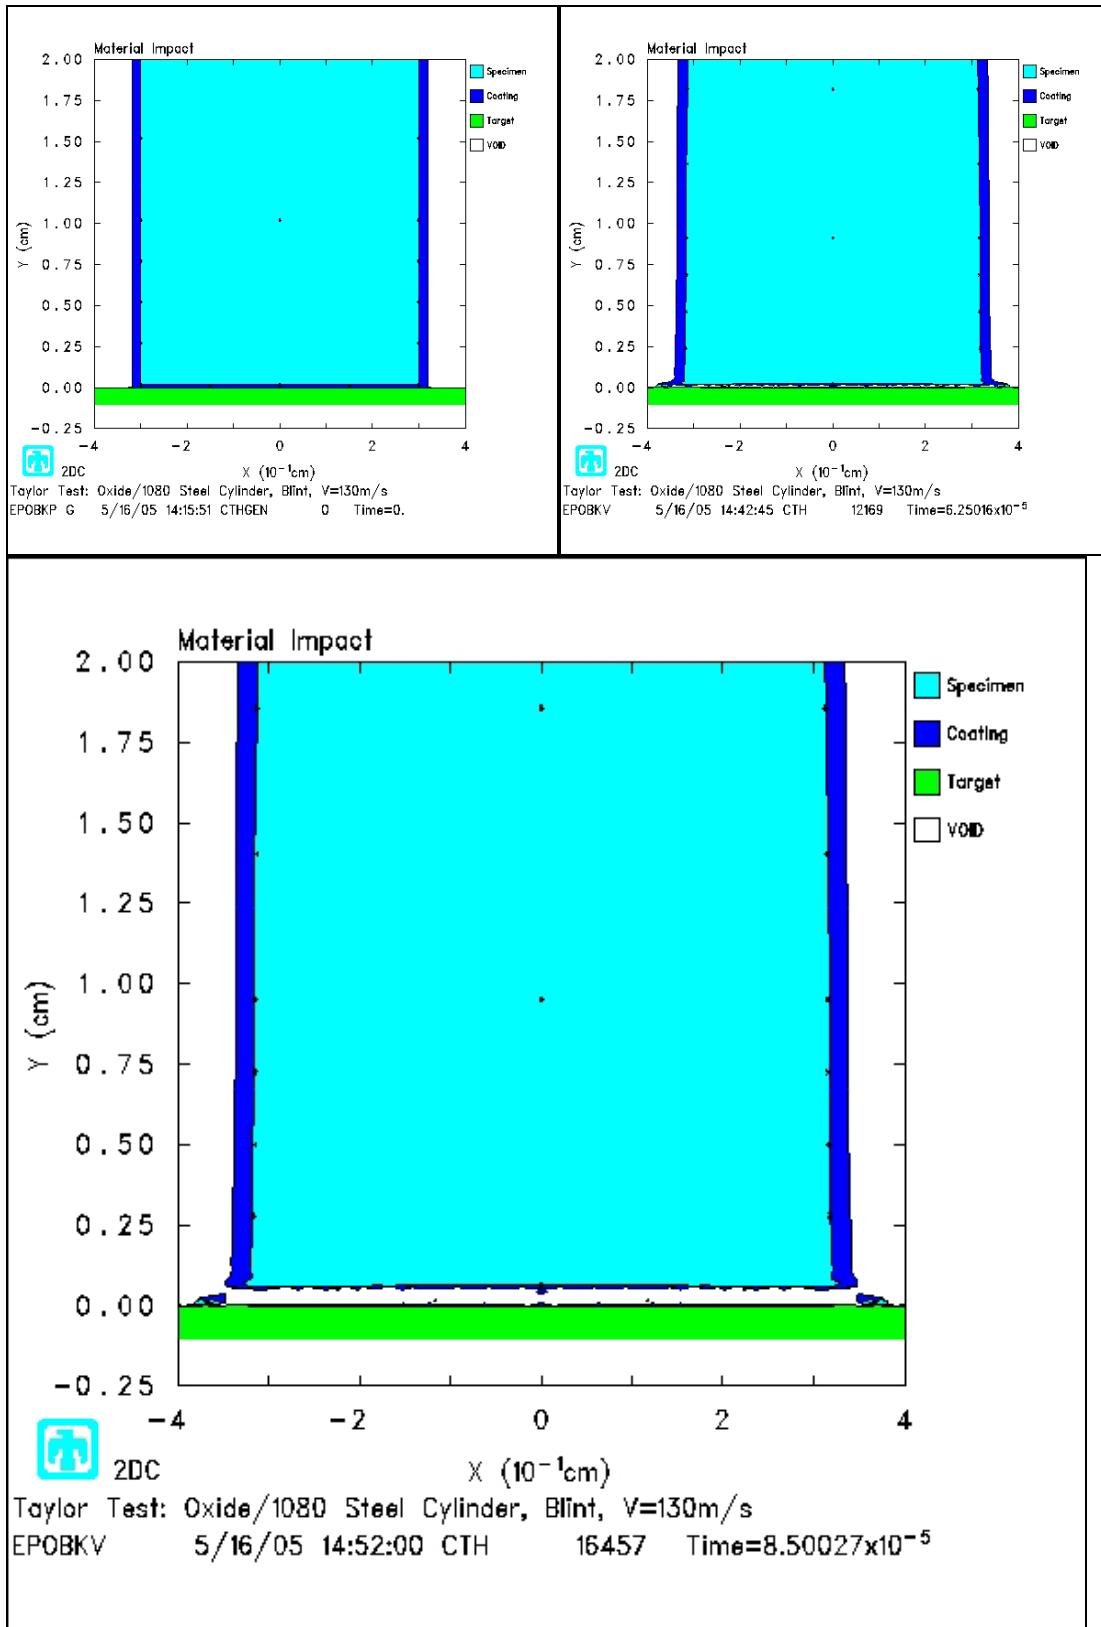 Material Impact
2.00
1.75
1.50
1.25
1.00
0.75
0.50
0.25
0.00
-0.25
Y (cm)
-4 -2 0 2 4
X (10⁻¹cm)
Specimen
Coating
Target
VOID
2DC
Taylor Test: Oxide/1080 Steel Cylinder, Blint, V=130m/s
EPOBKP G 5/16/05 14:15:51 CTHGEN 0 Time=0.
Material Impact
2.00
1.75
1.50
1.25
1.00
0.75
0.50
0.25
0.00
-0.25
Y (cm)
-4 -2 0 2 4
X (10⁻¹cm)
Specimen
Coating
Target
VOID
2DC
Taylor Test: Oxide/1080 Steel Cylinder, Blint, V=130m/s
EPOBKV 5/16/05 14:42:45 CTH 12169 Time=6.25016x10⁻⁵
Material Impact
2.00
1.75
1.50
1.25
1.00
0.75
0.50
0.25
0.00
-0.25
Y (cm)
-4 -2 0 2 4
X (10⁻¹cm)
Specimen
Coating
Target
VOID
2DC
Taylor Test: Oxide/1080 Steel Cylinder, Blint, V=130m/s
EPOBKV 5/16/05 14:52:00 CTH 16457 Time=8.50027x10⁻⁵